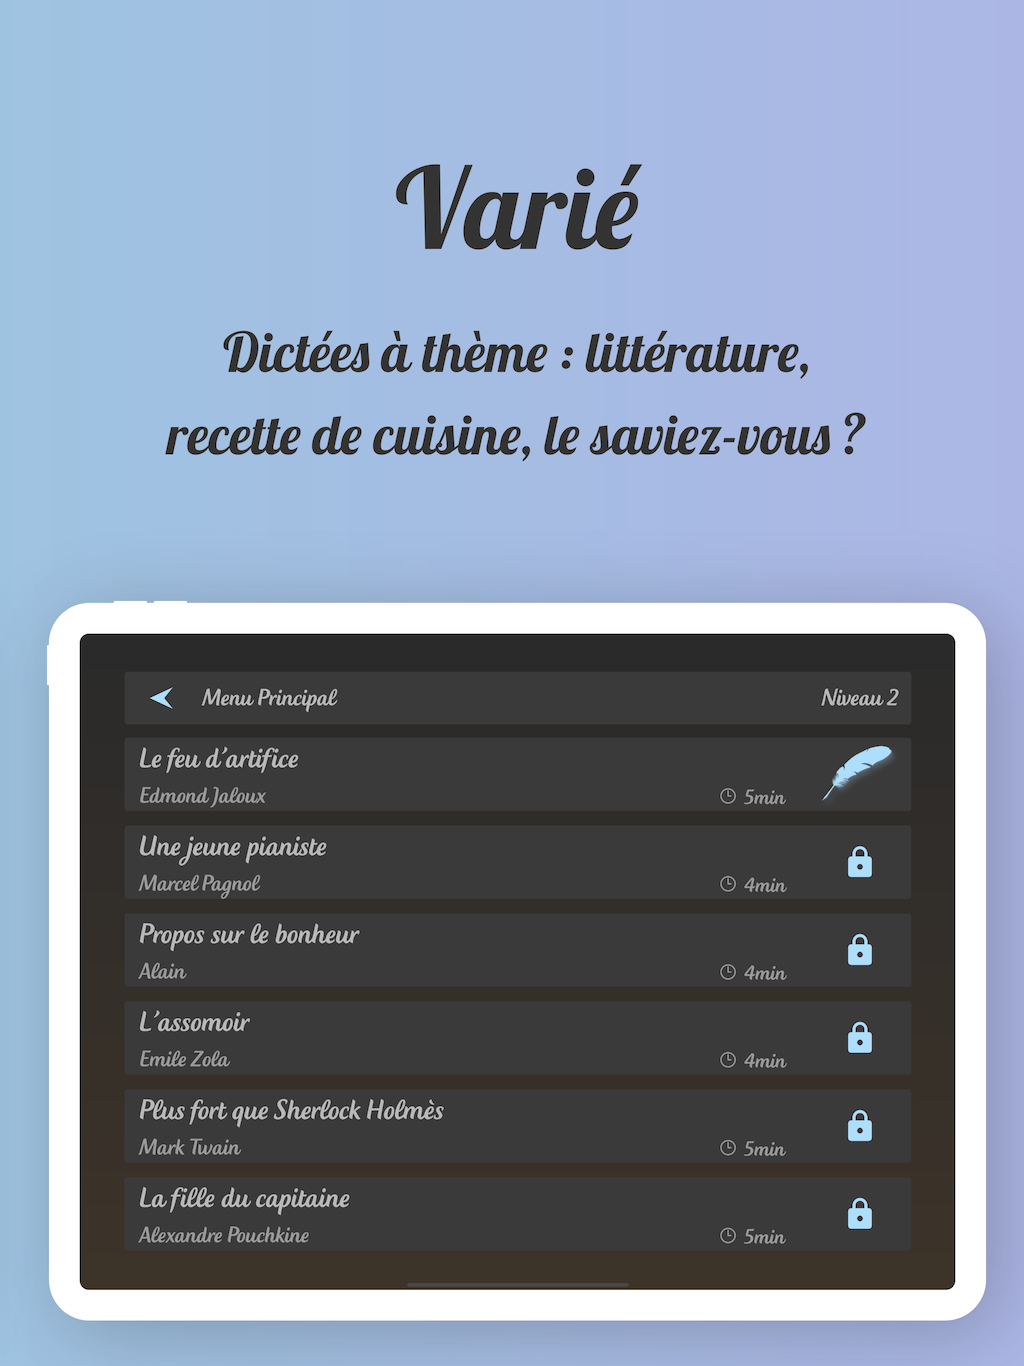 Varié
Dictées à thème : littérature,
recette de cuisine, le saviez-vous ?
Menu Principal
Niveau 2
Le feu d'artifice
Edmond Jaloux
5min
Une jeune pianiste
Marcel Pagnol
4min
Propos sur le bonheur
Alain
4min
L'assomoir
Emile Zola
4min
Plus fort que Sherlock Holmès
Mark Twain
5min
La fille du capitaine
Alexandre Pouchkine
5min